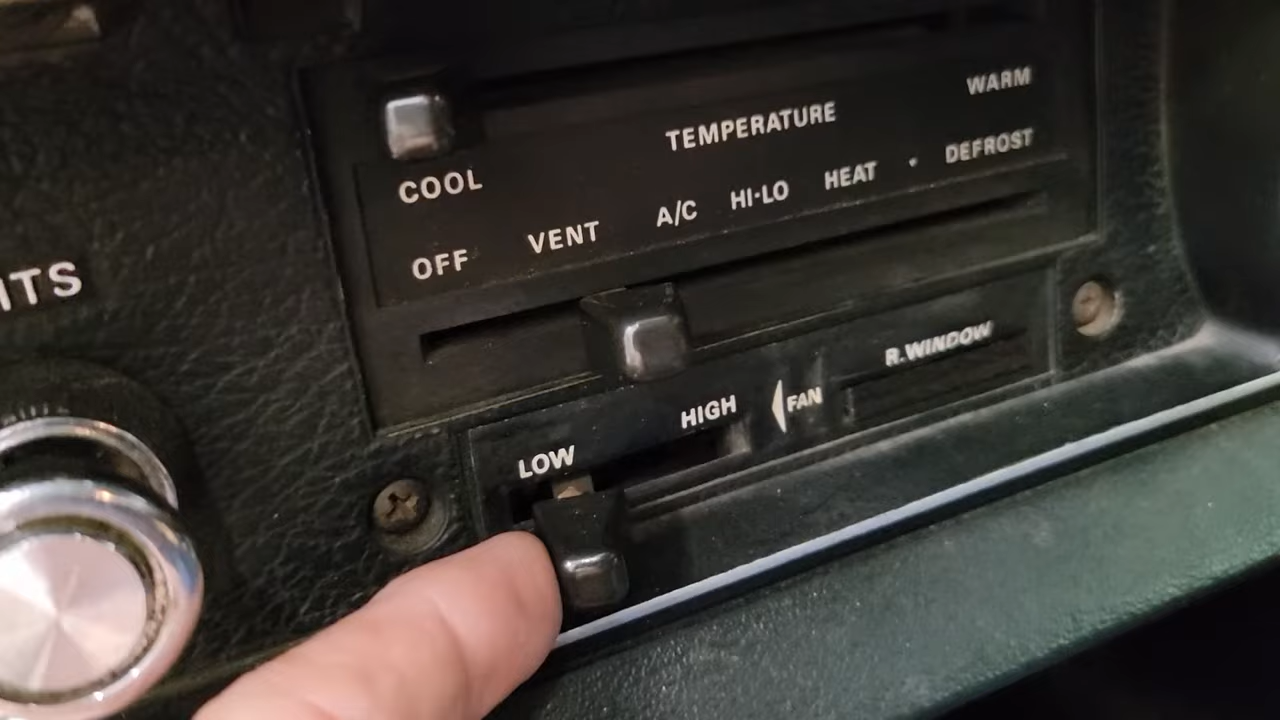 WARM
TEMPERATURE
COOL
OFF VENT A/C HI-LO HEAT • DEFROST
ITS
R.WINDOW
LOW HIGH FAN